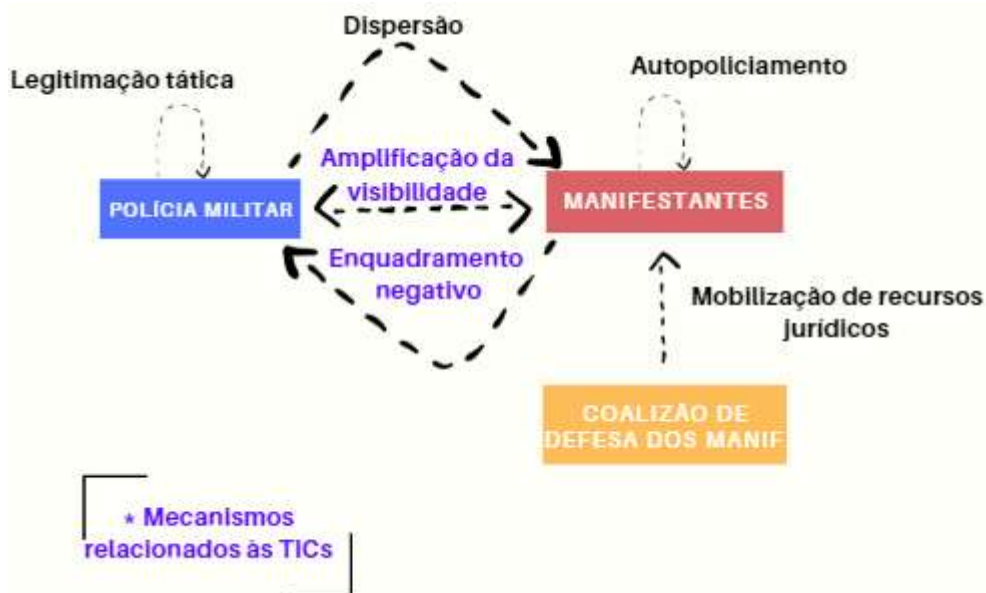 Dispersão
Legitimação tática
Autopoliciamento
Amplificação da
visibilidade
POLÍCIA MILITAR
MANIFESTANTES
Enquadramento
negativo
Mobilização de recursos
jurídicos
COALIZÃO DE
DEFESA DOS MANIF
★ Mecanismos
relacionados às TICs